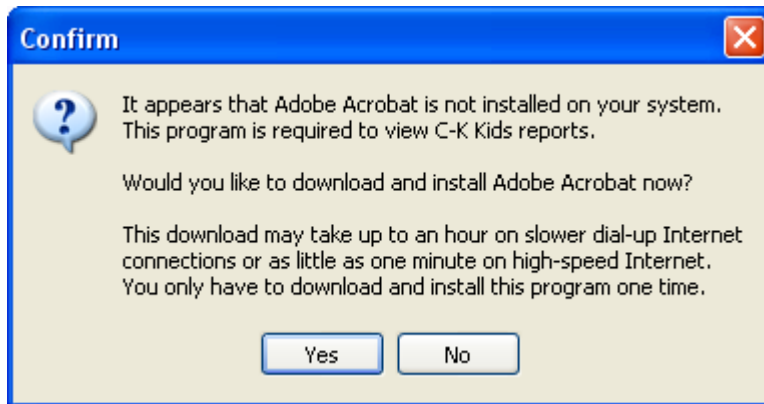 Confirm
It appears that Adobe Acrobat is not installed on your system.
This program is required to view C-K Kids reports.
Would you like to download and install Adobe Acrobat now?
This download may take up to an hour on slower dial-up Internet
connections or as little as one minute on high-speed Internet.
You only have to download and install this program one time.
Yes No